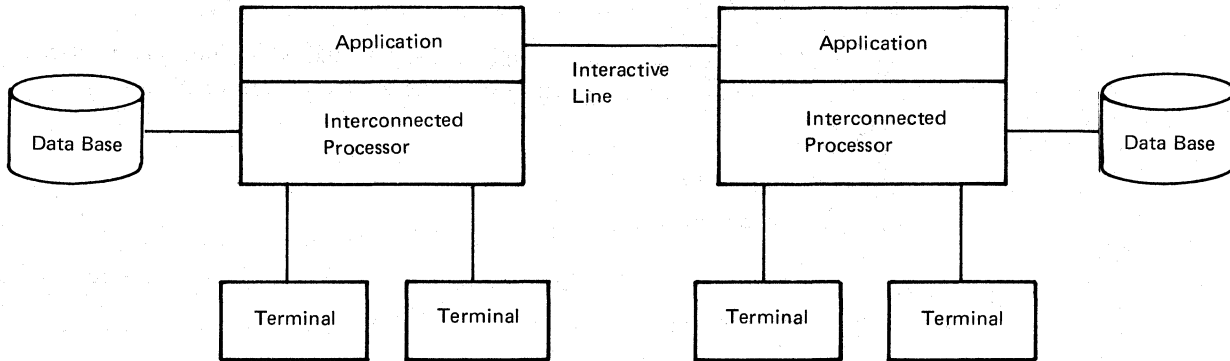 Application
Application
Interactive
Line
Data Base
Interconnected
Processor
Interconnected
Processor
Data Base
Terminal
Terminal
Terminal
Terminal